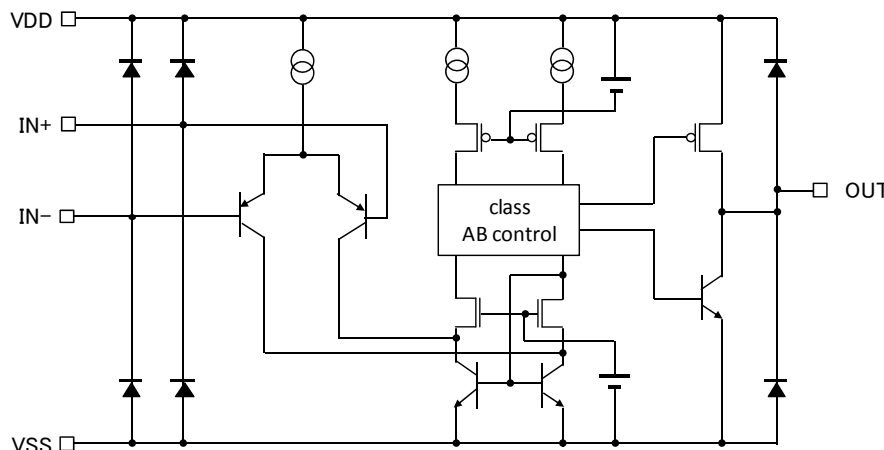 VDD
IN+
IN−
class
AB control
OUT
VSS